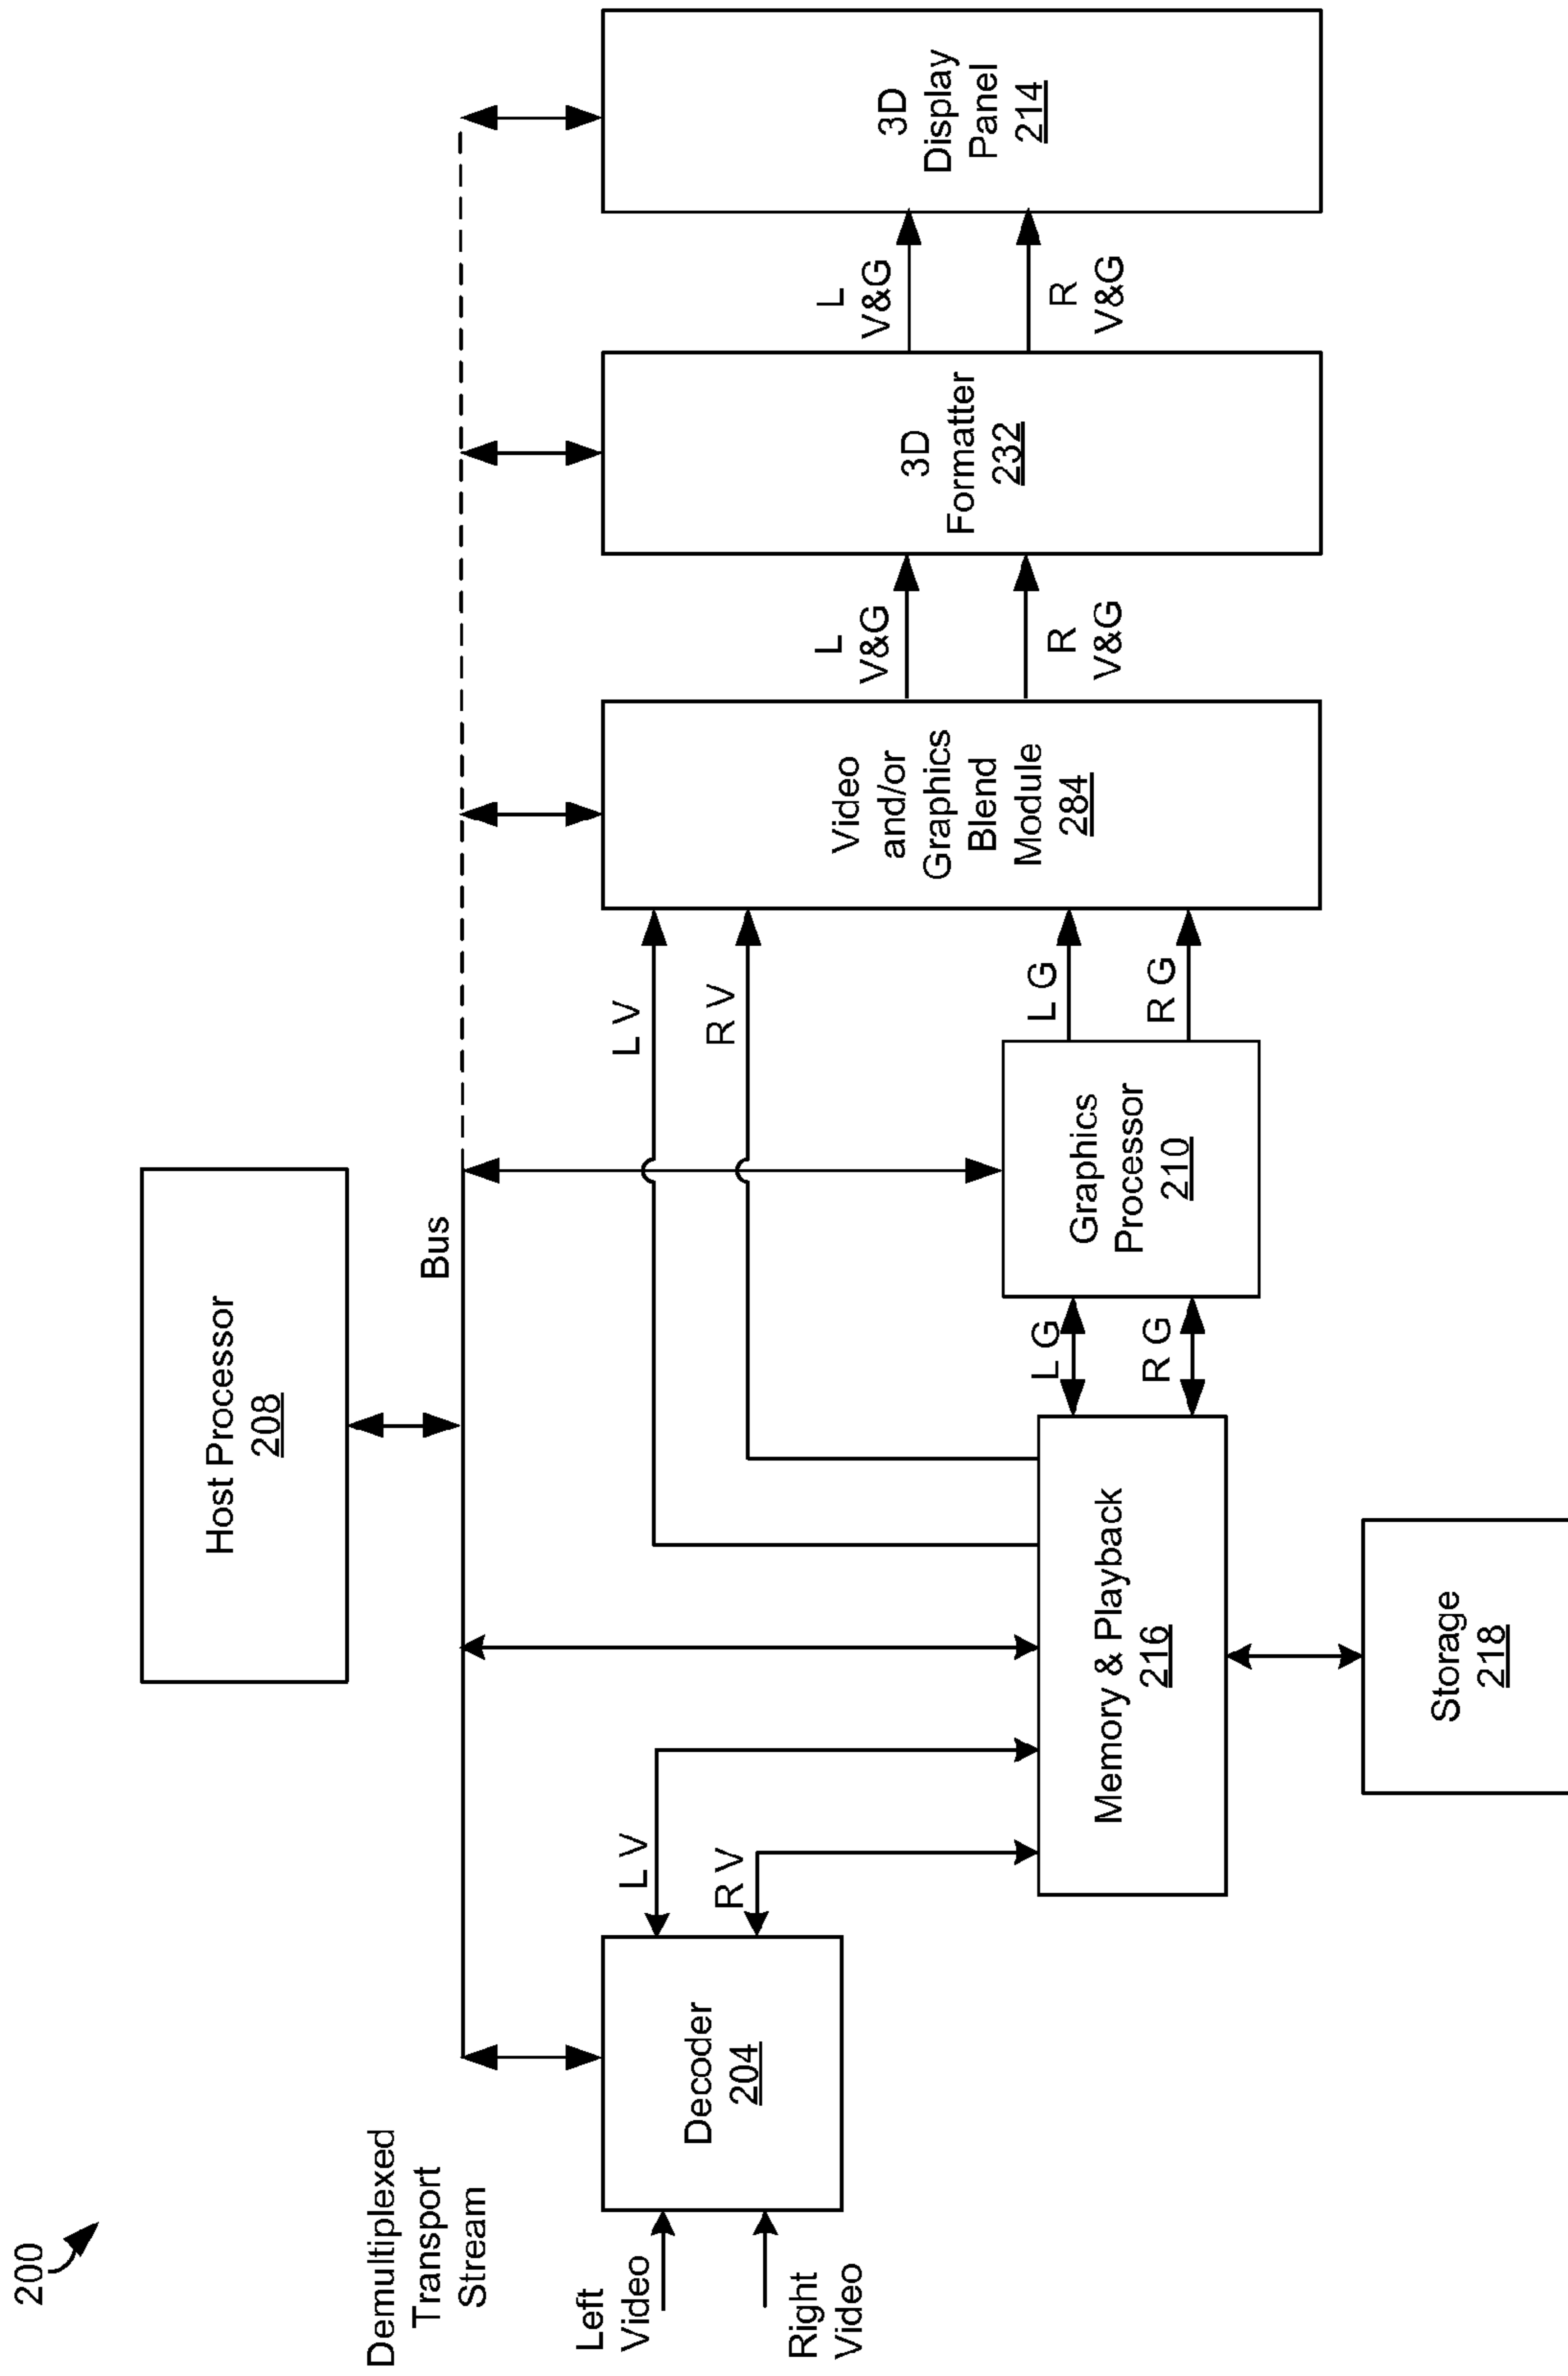 200
Demultiplexed
Transport
Stream
Left
Video
Right
Video
Decoder
204
L V
R V
Host Processor
208
Bus
Memory & Playback
216
Storage
218
L G
R G
Graphics
Processor
210
L V
R V
L G
R G
Video
and/or
Graphics
Blend
Module
284
L
V&G
R
V&G
3D
Formatter
232
L
V&G
R
V&G
3D
Display
Panel
214